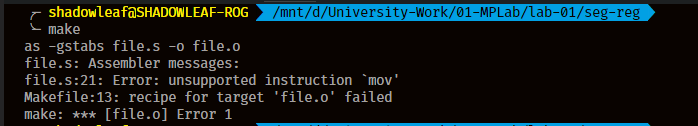 shadowleaf@SHADOWLEAF-ROG /mnt/d/University-Work/01-MPLab/lab-01/seg-reg
make
as -gstabs file.s -o file.o
file.s: Assembler messages:
file.s:21: Error: unsupported instruction `mov'
Makefile:13: recipe for target 'file.o' failed
make: *** [file.o] Error 1